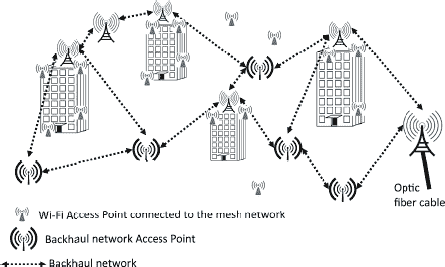 Optic
fiber cable
Wi-Fi Access Point connected to the mesh network
Backhaul network Access Point
Backhaul network